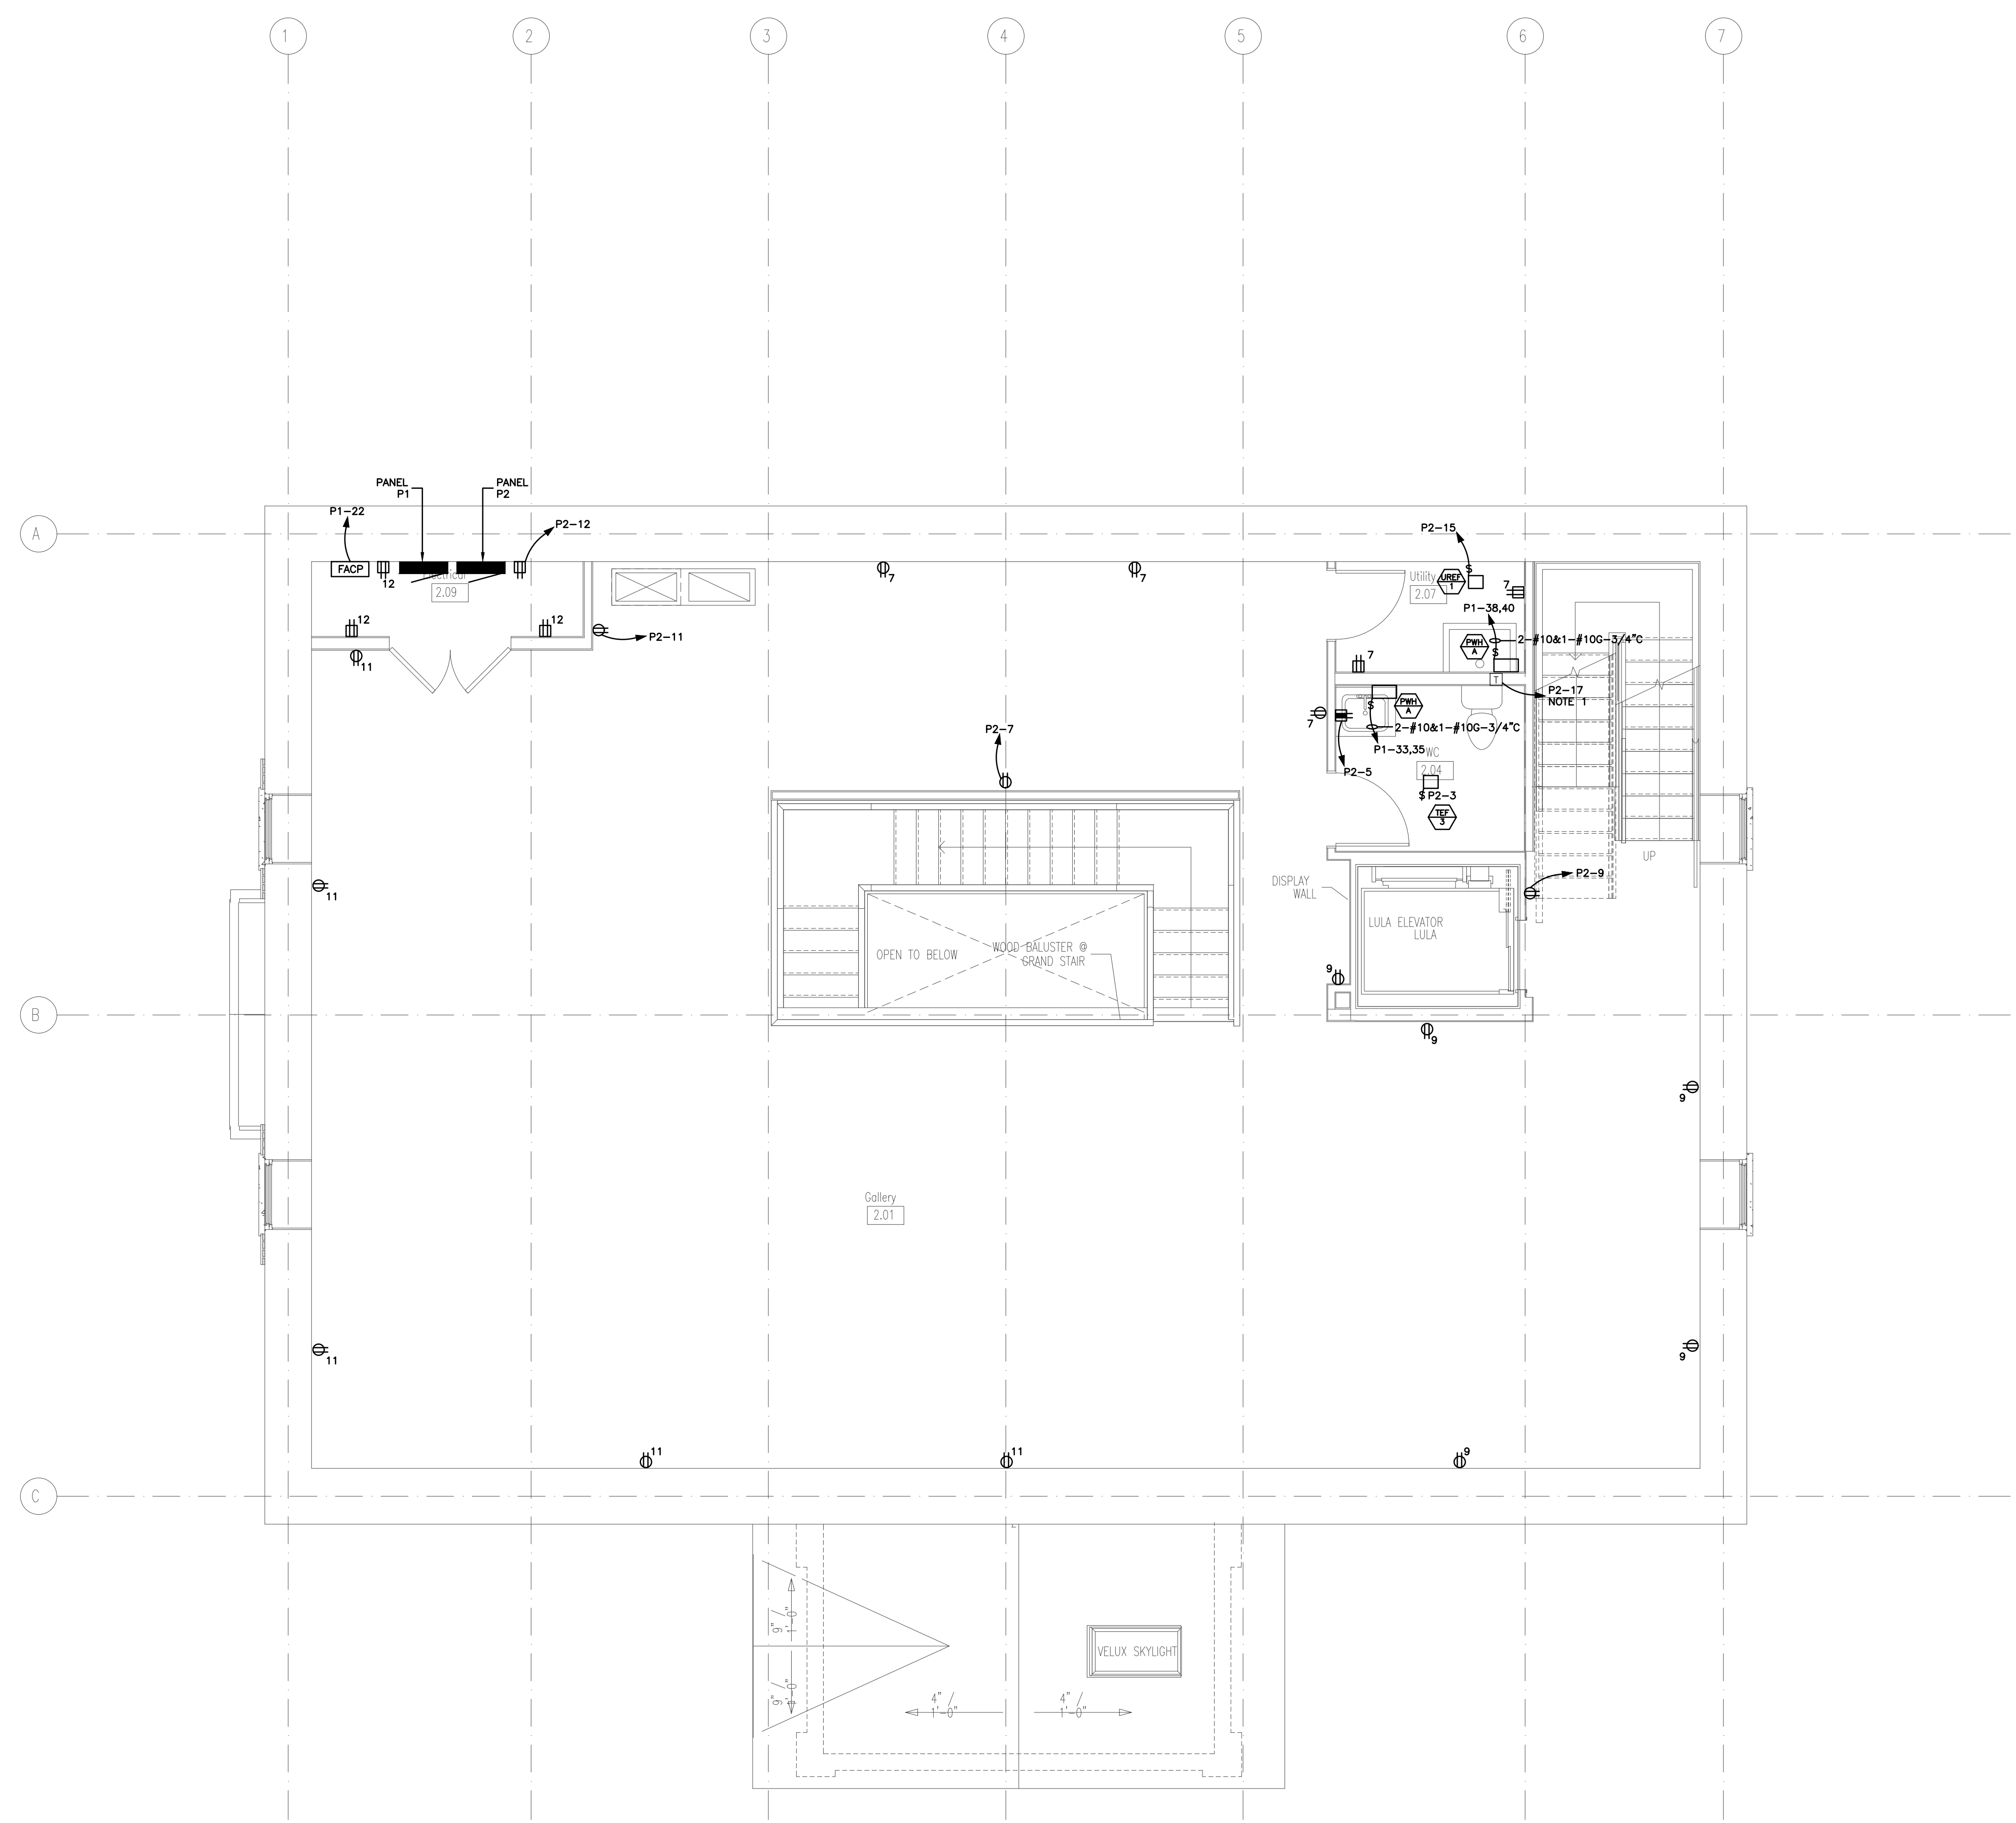 1
2
3
4
5
6
7
PANEL
P1
PANEL
P2
P1-22
P2-12
P2-15
A
FACP
12
Electrical
2.09
7
7
Utility
2.07
UREF
1
S
7
P1-38,40
12
12
P2-11
11
PWH
A
S
2-#10&1-#10G-3/4"C
7
T
P2-17
NOTE 1
7
S
PWH
A
2-#10&1-#10G-3/4"C
P1-33,35
P2-7
WC
2.04
P2-5
$ P2-3
TEF
3
UP
P2-9
DISPLAY
WALL
11
LULA ELEVATOR
LULA
OPEN TO BELOW
WOOD BALUSTER @
GRAND STAIR
9
B
9
9
Gallery
2.01
11
9
11
11
9
C
9" /
1'-0"
9" /
1'-0"
VELUX SKYLIGHT
4" /
1'-0"
4" /
1'-0"